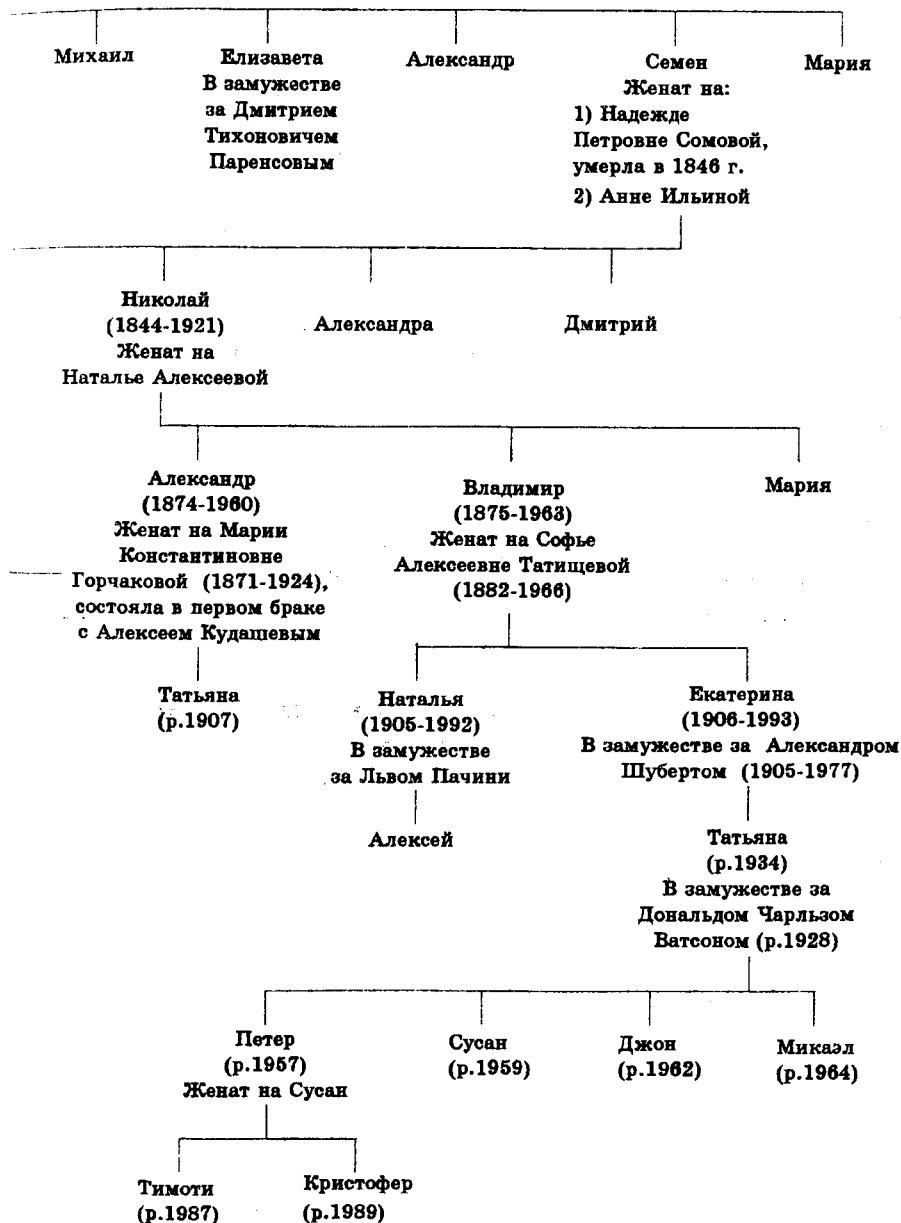 Михаил
Елизавета
В замужестве
за Дмитрием
Тихоновичем
Паренсовым
Александр
Семен
Женат на:
1) Надежде
Петровне Сомовой,
умерла в 1846 г.
2) Анне Ильиной
Мария
Николай
(1844-1921)
Женат на
Наталье Алексеевой
Александра
Дмитрий
Александр
(1874-1960)
Женат на Марии
Константиновне
Горчаковой (1871-1924),
состояла в первом браке
с Алексеем Кудашевым
Владимир
(1875-1963)
Женат на Софье
Алексеевне Татищевой
(1882-1966)
Мария
Татьяна
(р.1907)
Наталья
(1905-1992)
В замужестве
за Львом Пачини
Екатерина
(1906-1993)
В замужестве за Александром
Шубертом (1905-1977)
Алексей
Татьяна
(р.1934)
В замужестве за
Дональдом Чарльзом
Ватсоном (р.1928)
Петер
(р.1957)
Женат на Сусан
Сусан
(р.1959)
Джон
(р.1962)
Микаэл
(р.1964)
Тимоти
(р.1987)
Кристофер
(р.1989)